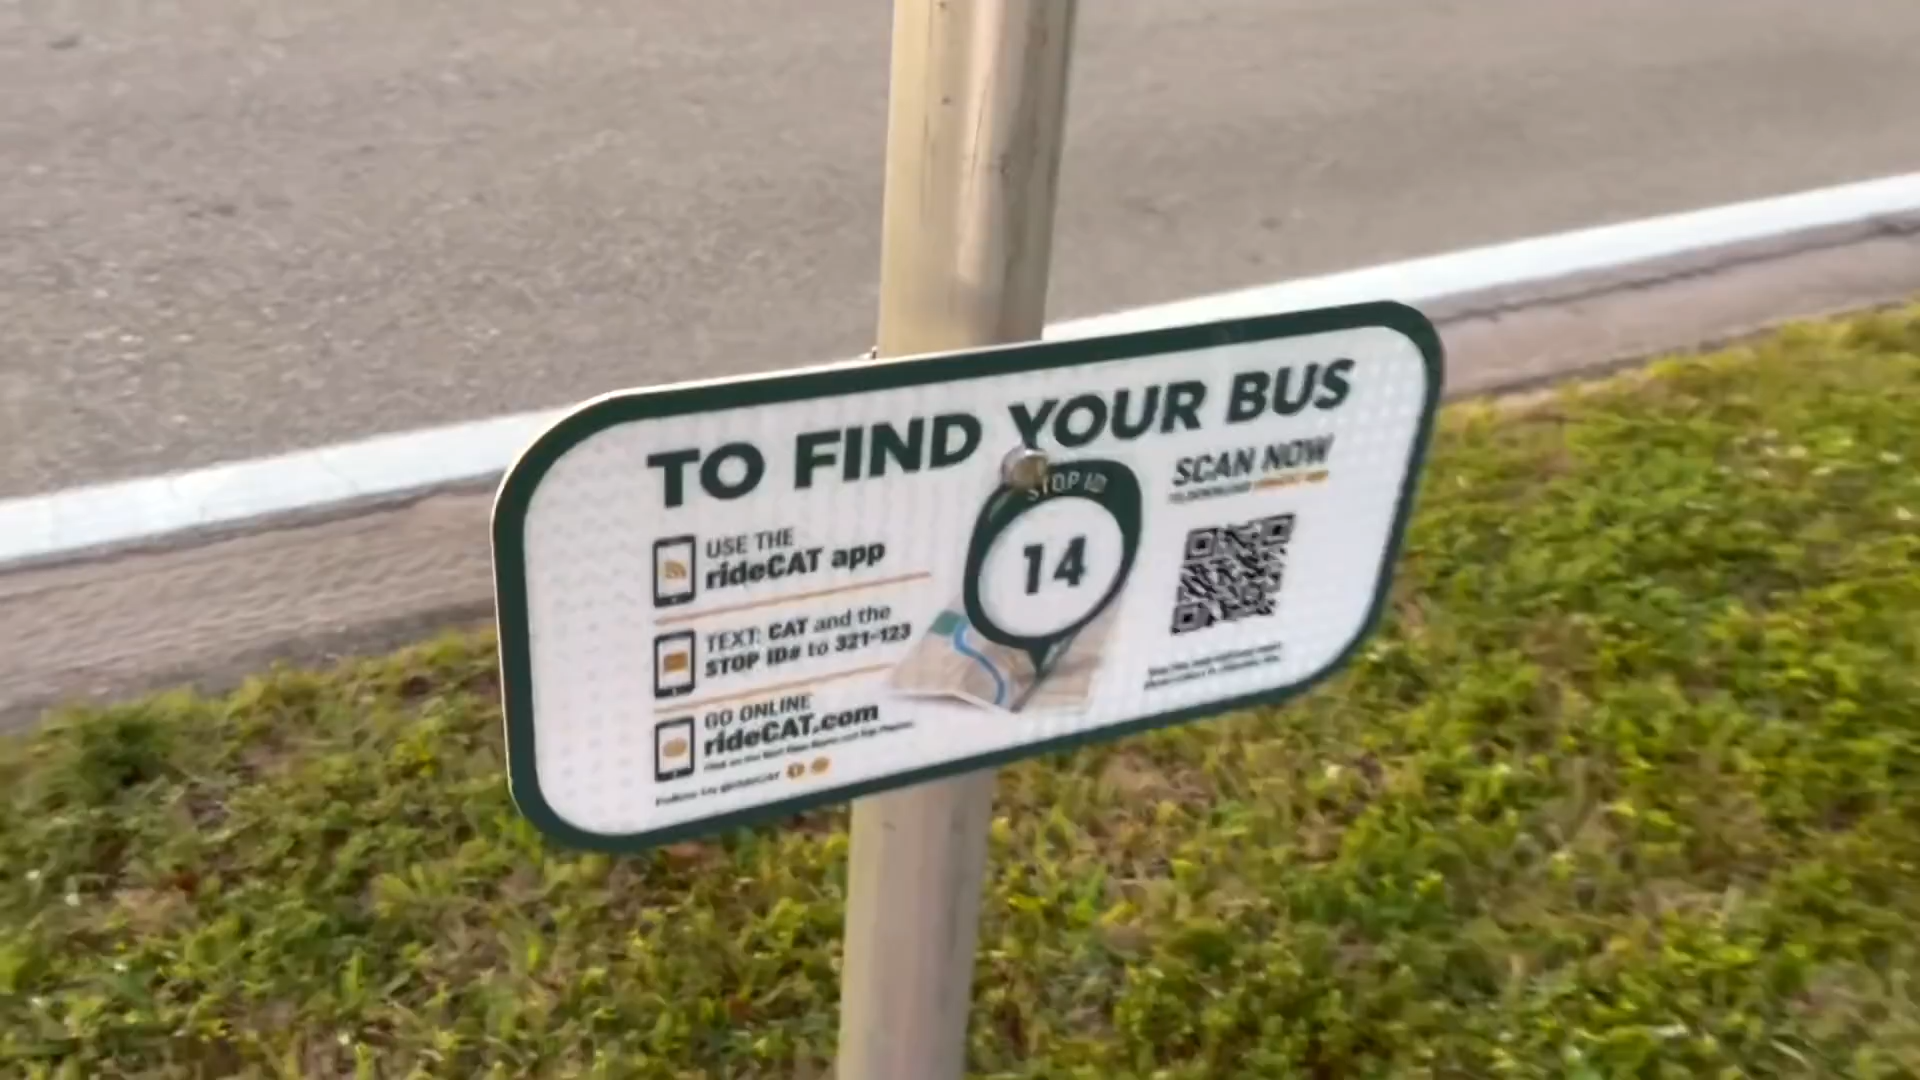 TO FIND YOUR BUS
USE THE
rideCAT app
TEXT: CAT and the
STOP ID# to 321-123
GO ONLINE
rideCAT.com
STOP ID
14
SCAN NOW